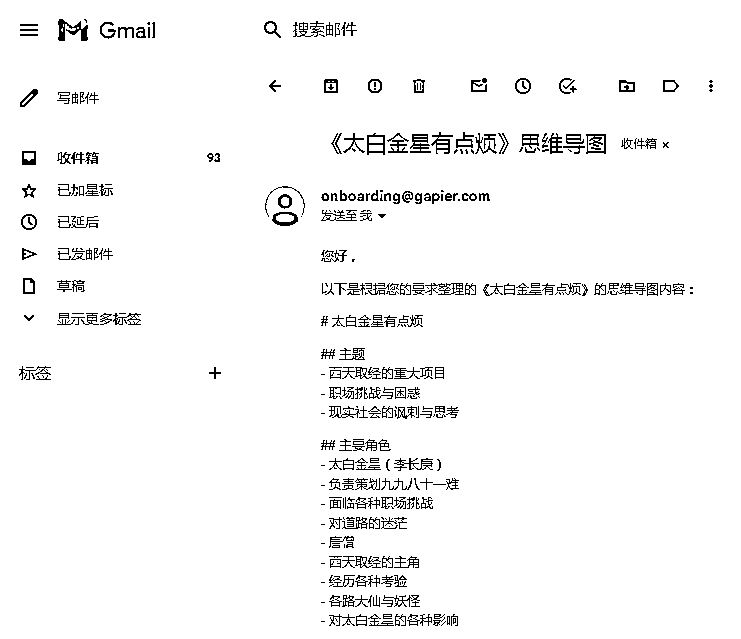 Gmail
搜索邮件
写邮件
收件箱 93
已加星标
已延后
已发邮件
草稿
显示更多标签
标签
《太白金星有点烦》思维导图 收件箱 ×
onboarding@gapier.com
发送至 我
您好，
以下是根据您的要求整理的《太白金星有点烦》的思维导图内容：
# 太白金星有点烦
## 主题
- 西天取经的重大项目
- 职场挑战与困惑
- 现实社会的讽刺与思考
## 主要角色
- 太白金星（李长庚）
- 负责策划九九八十一难
- 面临各种职场挑战
- 对道路的迷茫
- 唐僧
- 西天取经的主角
- 经历各种考验
- 各路大仙与妖怪
- 对太白金星的各种影响